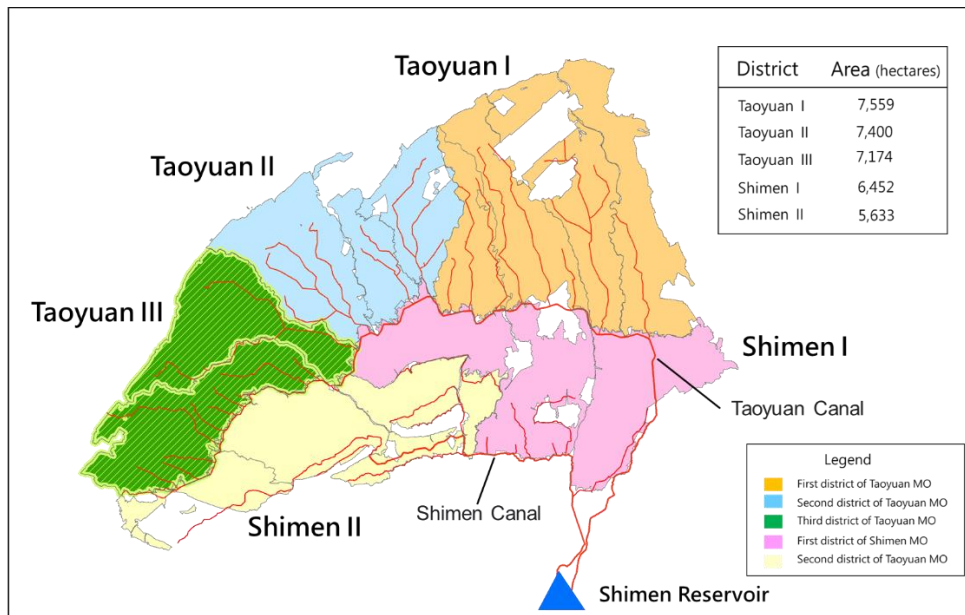 Taoyuan I
Taoyuan II
Taoyuan III
Shimen I
Taoyuan Canal
Shimen II
Shimen Canal
Shimen Reservoir
District Area (hectares)
Taoyuan I 7,559
Taoyuan II 7,400
Taoyuan III 7,174
Shimen I 6,452
Shimen II 5,633
Legend
First district of Taoyuan MO
Second district of Taoyuan MO
Third district of Taoyuan MO
First district of Shimen MO
Second district of Taoyuan MO